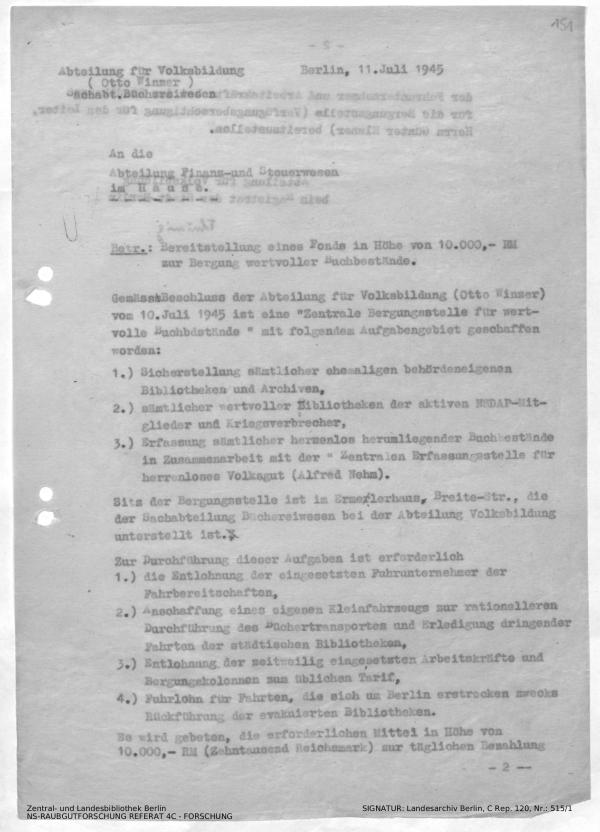 151
Abteilung für Volksbildung Berlin, 11.Juli 1945
( Otto Winzer )
Sachabt.Büchereiwesen
An die
Abteilung Finanz-und Steuerwesen
im H a u s e.
Betr.: Bereitstellung eines Fonds in Höhe von 10.000,- RM
zur Bergung wertvoller Buchbestände.
Gemäss Beschluss der Abteilung für Volksbildung (Otto Winzer)
vom 10.Juli 1945 ist eine "Zentrale Bergungsstelle für wert-
volle Buchbestände " mit folgendem Aufgabengebiet geschaffen
worden:
1.) Sicherstellung sämtlicher ehemaligen behördeneigenen
Bibliotheken und Archiven,
2.) sämtlicher wertvoller Bibliotheken der aktiven NSDAP-Mit-
glieder und Kriegsverbrecher,
3.) Erfassung sämtlicher herrenlos herumliegender Buchbestände
in Zusammenarbeit mit der " Zentralen Erfassungsstelle für
herrenloses Volksgut (Alfred Nehm).
Sitz der Bergungsstelle ist im Ermelerhaus, Breite-Str., die
der Sachabteilung Büchereiwesen bei der Abteilung Volksbildung
unterstellt ist.
Zur Durchführung dieser Aufgaben ist erforderlich
1.) die Entlohnung der eingesetzten Fuhrunternehmer der
Fahrbereitschaften,
2.) Anschaffung eines eigenen Kleinfahrzeugs zur rationelleren
Durchführung des Büchertransportes und Erledigung dringender
Fahrten der städtischen Bibliotheken,
3.) Entlohnung der zeitweilig eingesetzten Arbeitskräfte und
Bergungskolonnen zum üblichen Tarif,
4.) Fuhrlohn für Fahrten, die sich um Berlin erstrecken zwecks
Rückführung der evakuierten Bibliotheken.
Es wird gebeten, die erforderlichen Mittel in Höhe von
10.000,- RM (Zehntausend Reichsmark) zur täglichen Bezahlung
- 2 --
Zentral- und Landesbibliothek Berlin SIGNATUR: Landesarchiv Berlin, C Rep. 120, Nr.: 515/1
NS-RAUBGUTFORSCHUNG REFERAT 4C - FORSCHUNG